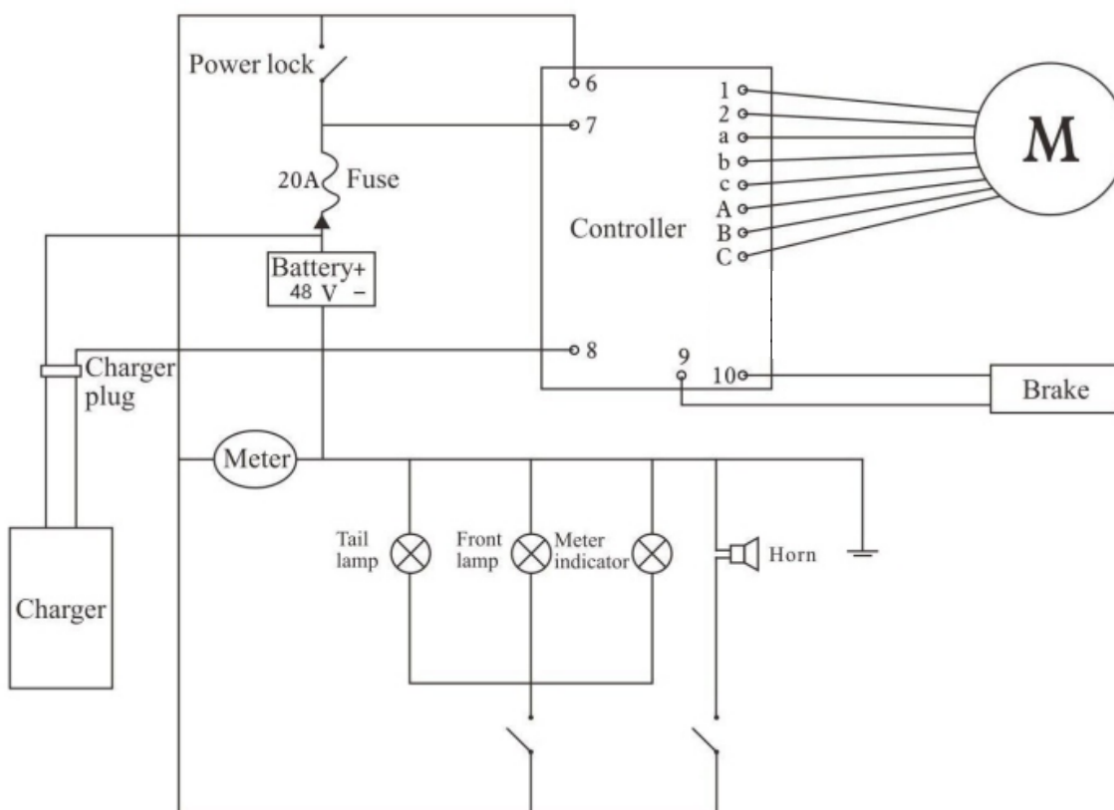 Power lock
6
7
20A
Fuse
Controller
1
2
a
b
c
A
B
C
M
Battery+
48 V −
8
9
10
Charger
plug
Brake
Meter
Tail
lamp
Front
lamp
Meter
indicator
Horn
Charger